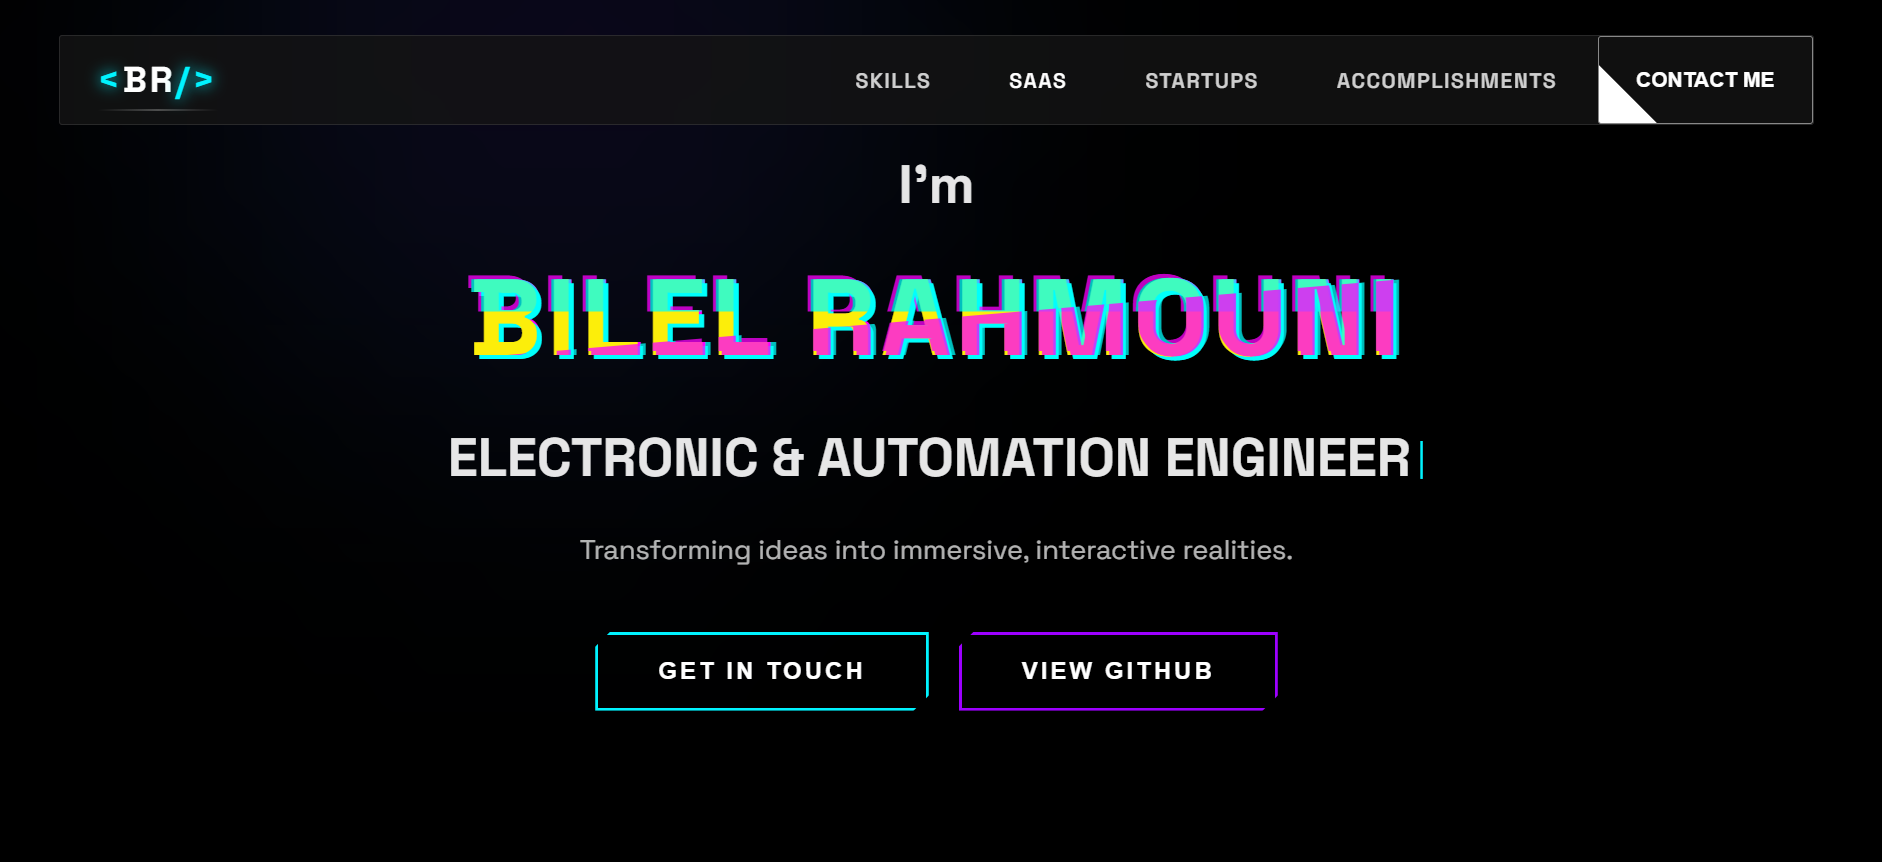 <BR/>
SKILLS
SAAS
STARTUPS
ACCOMPLISHMENTS
CONTACT ME
I’m
BILEL RAHMOUNI
ELECTRONIC & AUTOMATION ENGINEER
Transforming ideas into immersive, interactive realities.
GET IN TOUCH
VIEW GITHUB